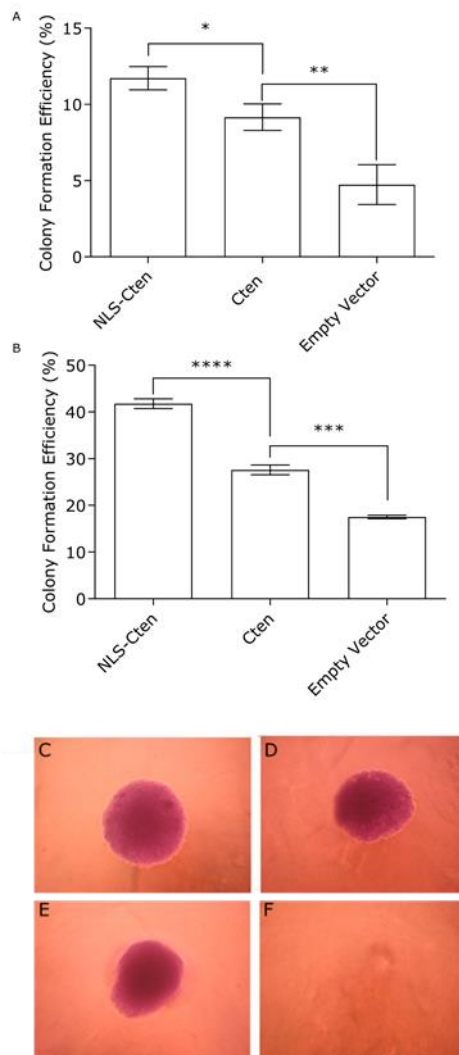 A
Colony Formation Efficiency (%)
15
10
5
0
*
**
NLS-Cten
Cten
Empty Vector
B
Colony Formation Efficiency (%)
50
40
30
20
10
0
****
***
NLS-Cten
Cten
Empty Vector
C
D
E
F